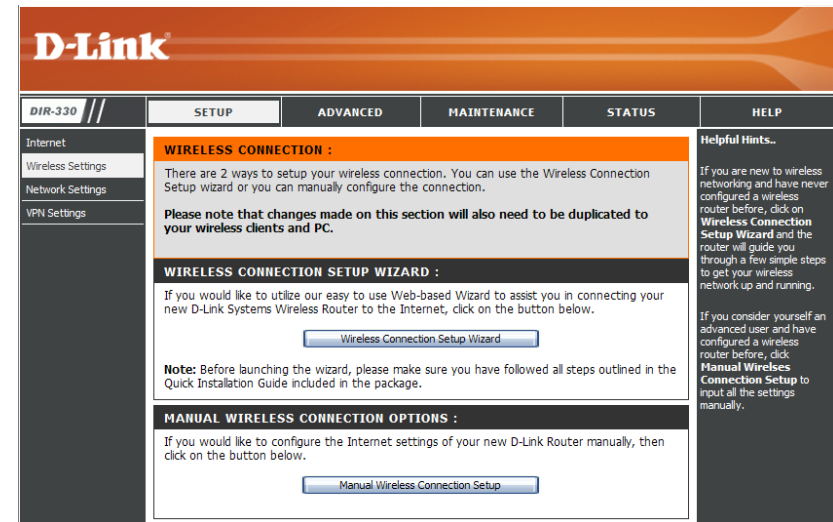 D-Link
DIR-330 // SETUP ADVANCED MAINTENANCE STATUS HELP
Internet
Wireless Settings
Network Settings
VPN Settings
WIRELESS CONNECTION :
There are 2 ways to setup your wireless connection. You can use the Wireless Connection
Setup wizard or you can manually configure the connection.
Please note that changes made on this section will also need to be duplicated to
your wireless clients and PC.
WIRELESS CONNECTION SETUP WIZARD :
If you would like to utilize our easy to use Web-based Wizard to assist you in connecting your
new D-Link Systems Wireless Router to the Internet, click on the button below.
Wireless Connection Setup Wizard
Note: Before launching the wizard, please make sure you have followed all steps outlined in the
Quick Installation Guide included in the package.
MANUAL WIRELESS CONNECTION OPTIONS :
If you would like to configure the Internet settings of your new D-Link Router manually, then
click on the button below.
Manual Wireless Connection Setup
Helpful Hints..
If you are new to wireless
networking and have never
configured a wireless
router before, click on
Wireless Connection
Setup Wizard and the
router will guide you
through a few simple steps
to get your wireless
network up and running.
If you consider yourself an
advanced user and have
configured a wireless
router before, click
Manual Wirelses
Connection Setup to
input all the settings
manually.